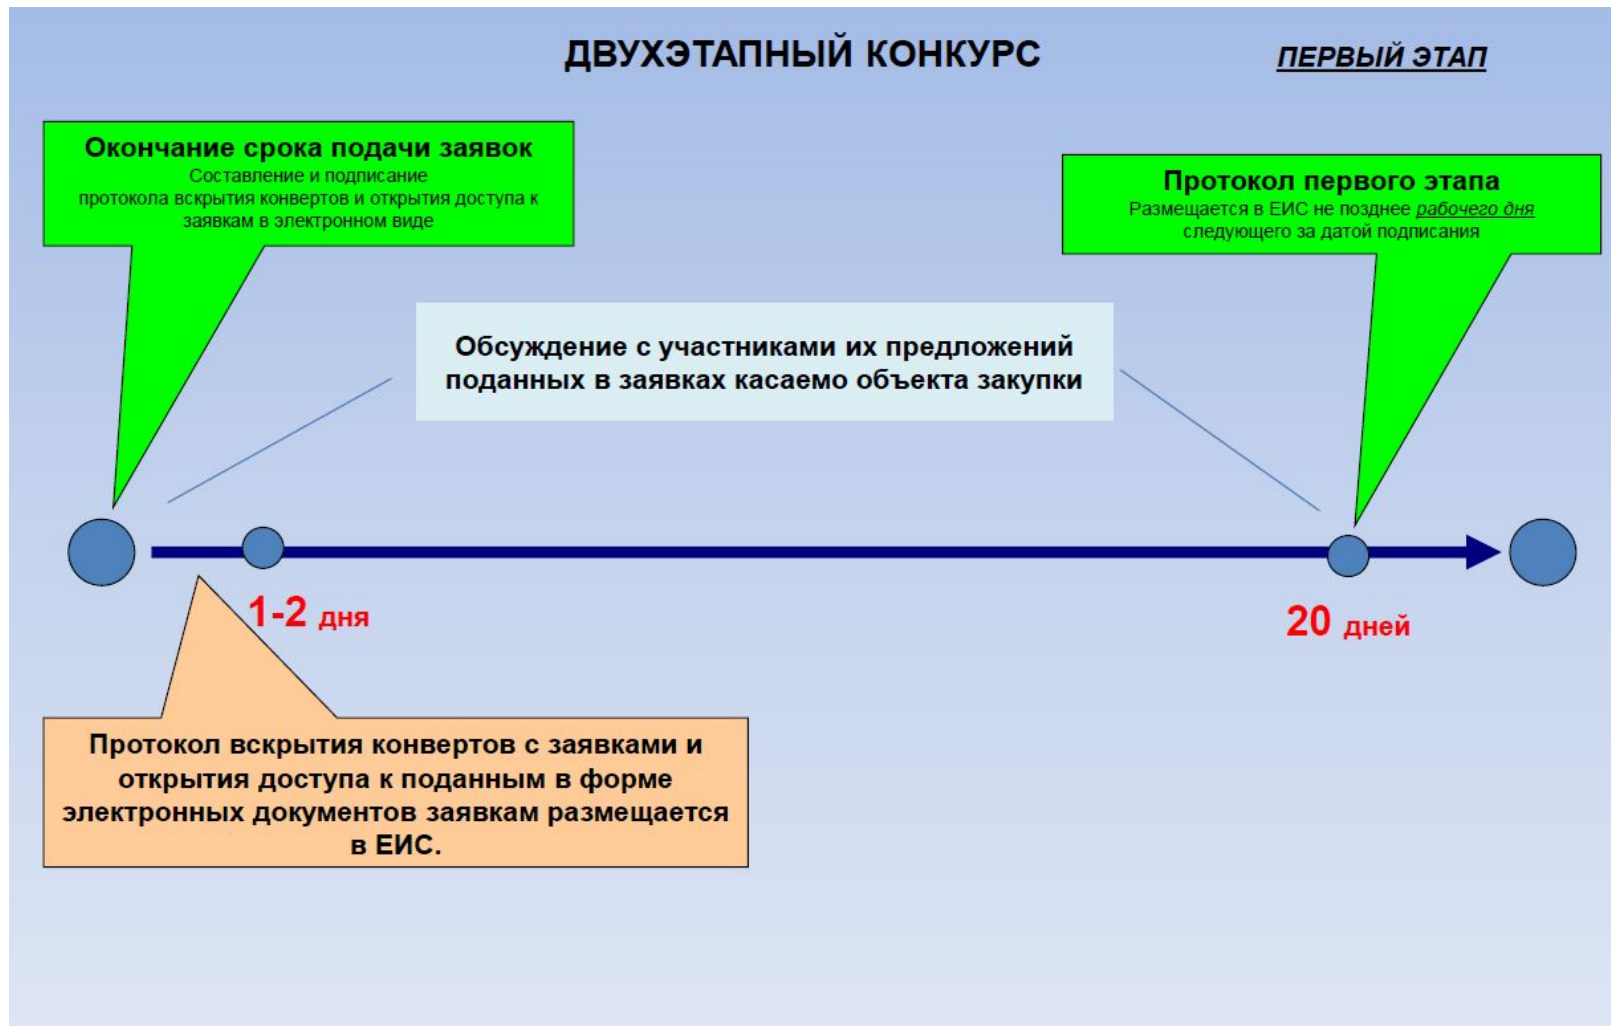 ДВУХЭТАПНЫЙ КОНКУРС
ПЕРВЫЙ ЭТАП
Окончание срока подачи заявок
Составление и подписание
протокола вскрытия конвертов и открытия доступа к
заявкам в электронном виде
Протокол первого этапа
Размещается в ЕИС не позднее рабочего дня
следующего за датой подписания
Обсуждение с участниками их предложений
поданных в заявках касаемо объекта закупки
1-2 дня
20 дней
Протокол вскрытия конвертов с заявками и
открытия доступа к поданным в форме
электронных документов заявкам размещается
в ЕИС.